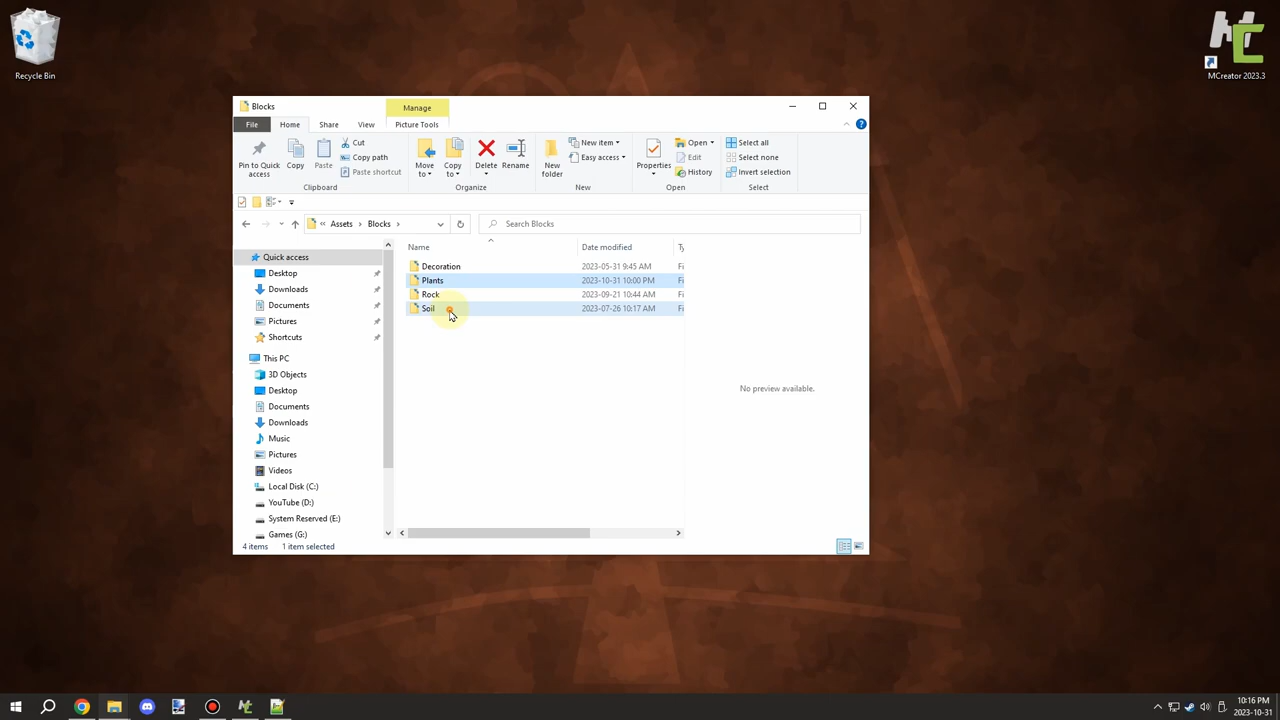 Recycle Bin
MCreator 2023.3
Blocks
Manage
File Home Share View Picture Tools
Pin to Quick access
Copy
Paste
Cut
Copy path
Paste shortcut
Clipboard
Move to
Copy to
Delete
Rename
Organize
New folder
New item
Easy access
New
Properties
Open
Edit
History
Open
Select all
Select none
Invert selection
Select
« Assets > Blocks >
Search Blocks
Name Date modified Ty
Decoration 2023-05-31 9:45 AM Fi
Plants 2023-10-31 10:00 PM Fi
Rock 2023-09-21 10:44 AM Fi
Soil 2023-07-26 10:17 AM Fi
Quick access
Desktop
Downloads
Documents
Pictures
Shortcuts
This PC
3D Objects
Desktop
Documents
Downloads
Music
Pictures
Videos
Local Disk (C:)
YouTube (D:)
System Reserved (E:)
Games (G:)
No preview available.
4 items 1 item selected
10:16 PM
2023-10-31